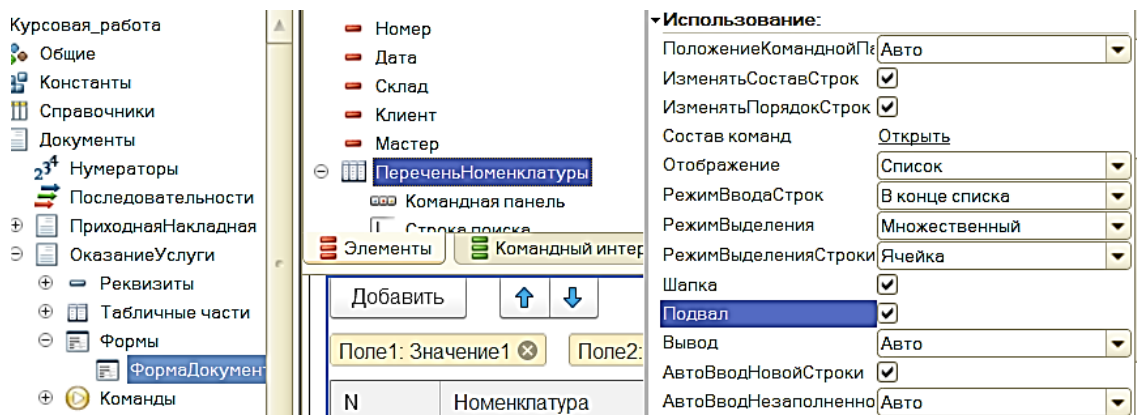 Курсовая_работа
Общие
Константы
Справочники
Документы
Нумераторы
Последовательности
ПриходнаяНакладная
ОказаниеУслуги
Реквизиты
Табличные части
Формы
ФормаДокумент
Команды
Номер
Дата
Склад
Клиент
Мастер
ПереченьНоменклатуры
Командная панель
Строка поиска
Элементы
Командный интер
Добавить
Поле1: Значение1
Поле2:
N Номенклатура
Использование:
ПоложениеКоманднойПа Авто
ИзменятьСоставСтрок
ИзменятьПорядокСтрок
Состав команд Открыть
Отображение Список
РежимВводаСтрок В конце списка
РежимВыделения Множественный
РежимВыделенияСтроки Ячейка
Шапка
Подвал
Вывод Авто
АвтоВводНовойСтроки
АвтоВводНезаполненно Авто